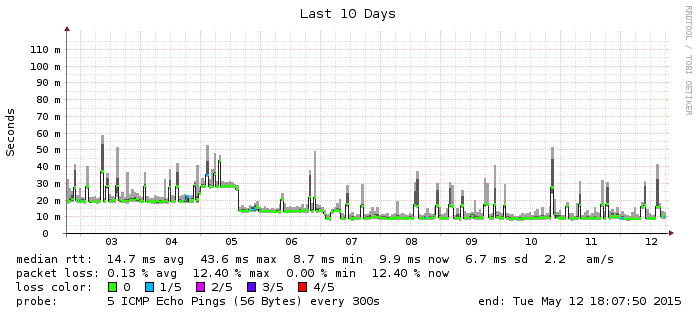 Last 10 Days
RRDTOOL / TOBI OETIKER
Seconds
110 m
100 m
90 m
80 m
70 m
60 m
50 m
40 m
30 m
20 m
10 m
0
03 04 05 06 07 08 09 10 11 12
median rtt: 14.7 ms avg 43.6 ms max 8.7 ms min 9.9 ms now 6.7 ms sd 2.2 am/s
packet loss: 0.13 % avg 12.40 % max 0.00 % min 12.40 % now
loss color: 0 1/5 2/5 3/5 4/5
probe: 5 ICMP Echo Pings (56 Bytes) every 300s end: Tue May 12 18:07:50 2015